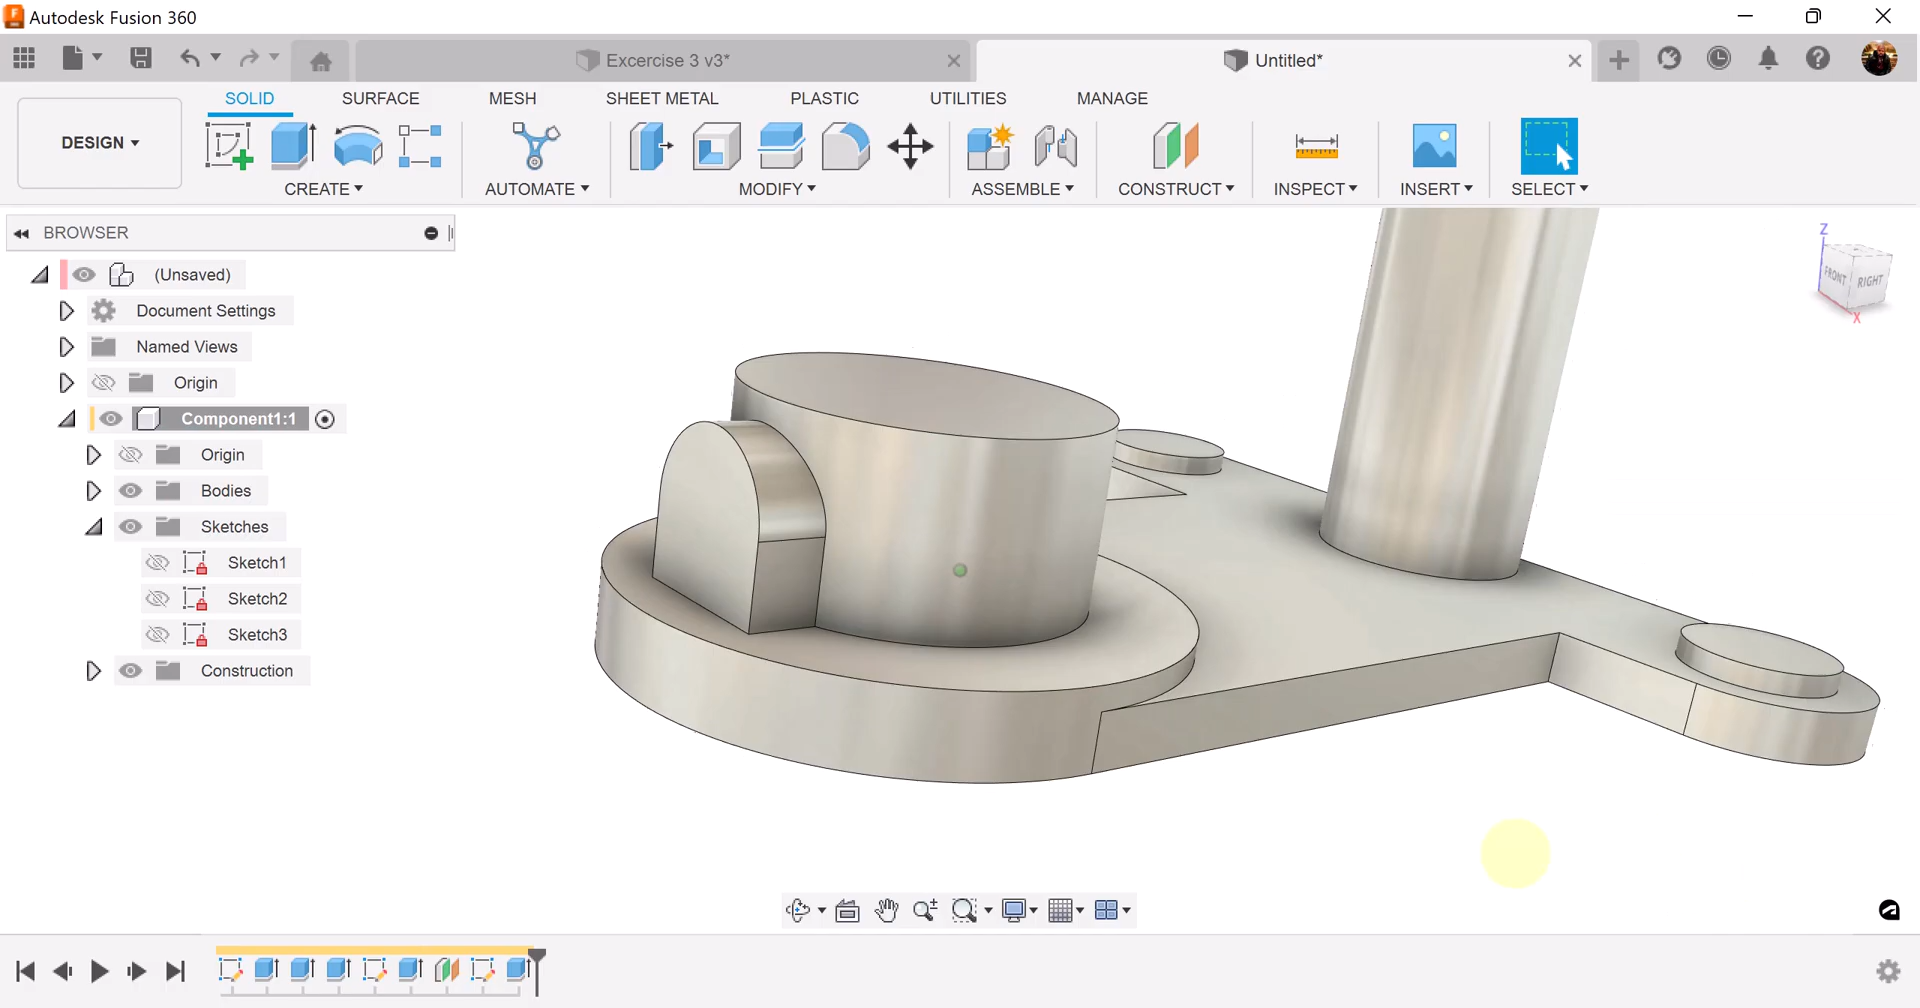 Autodesk Fusion 360
Excercise 3 v3*
Untitled*
SOLID
SURFACE
MESH
SHEET METAL
PLASTIC
UTILITIES
MANAGE
DESIGN
CREATE
AUTOMATE
MODIFY
ASSEMBLE
CONSTRUCT
INSPECT
INSERT
SELECT
BROWSER
(Unsaved)
Document Settings
Named Views
Origin
Component1:1
Origin
Bodies
Sketches
Sketch1
Sketch2
Sketch3
Construction
Z
FRONT
RIGHT
X